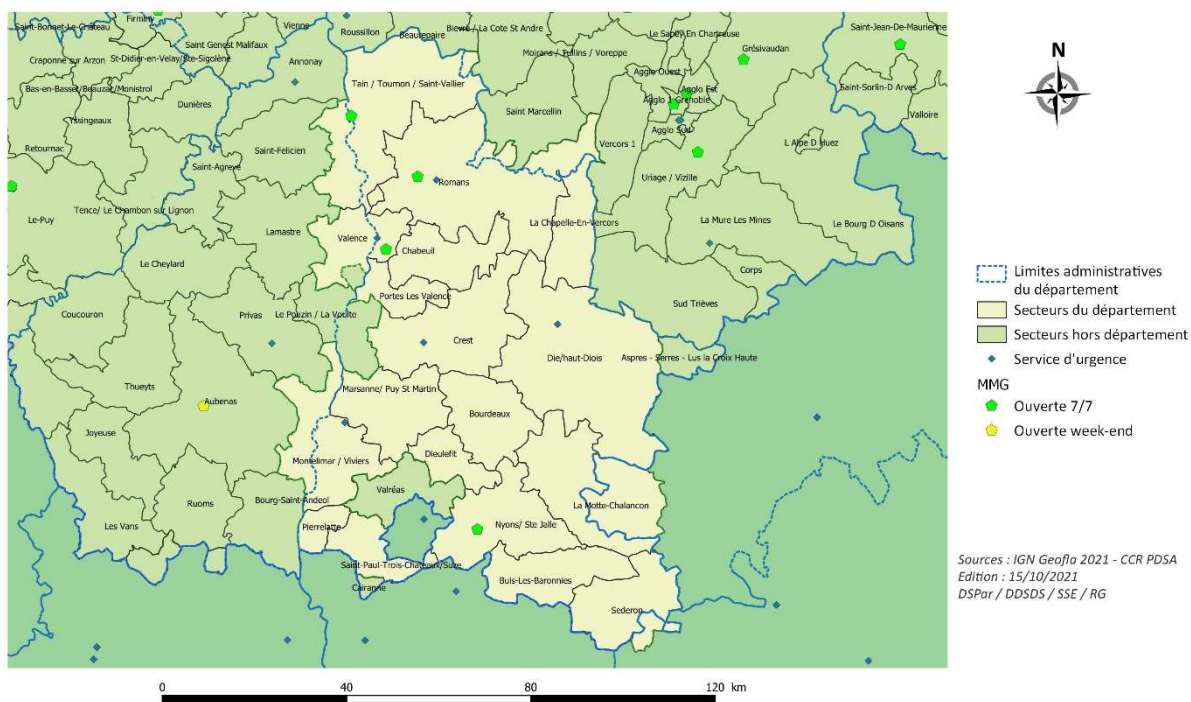 Saint-Bonnet-Le-Château
Firminy
Craponne sur Arzon
St-Didier-en-Velay/Ste-Sigolène
Saint Genest Malifaux
Vienne
Annonay
Roussillon
Beaurepaire
Bièvre / La Cote St Andre
Moirans / Tullins / Voreppe
Le Sappey En Chartreuse
Grésivaudan
Saint-Jean-De-Maurienne
Bas-en-Basset/Beauzac/Monistrol
Dunières
Tain / Tournon / Saint-Vallier
Saint Marcellin
Agglo Ouest 1
Agglo Est
Agglo 1 Grenoble
Agglo Sud
Saint-Sorlin-D Arves
Valloire
Yssingeaux
Retournac
Saint-Agrève
Saint-Felicien
Vercors 1
L Alpe D Huez
Uriage / Vizille
Romans
Le-Puy
Tence/ Le Chambon sur Lignon
Lamastre
Valence
Chabeuil
La Chapelle-En-Vercors
La Mure Les Mines
Le Bourg D Oisans
Le Cheylard
Corps
Portes Les Valence
Sud Trièves
Coucouron
Privas
Le Pouzin / La Voulte
Crest
Die/haut-Diois
Aspres - Serres - Lus la Croix Haute
Thueyts
Aubenas
Marsanne/ Puy St Martin
Bourdeaux
Joyeuse
Montelimar / Viviers
Dieulefit
Ruoms
Bourg-Saint-Andeol
Valréas
La Motte-Chalancon
Les Vans
Pierrelatte
Nyons/ Ste Jalle
Saint-Paul-Trois-Chateaux/Suze
Cairanne
Buis-Les-Baronnies
Sederon
N
Limites administratives
du département
Secteurs du département
Secteurs hors département
Service d'urgence
MMG
Ouverte 7/7
Ouverte week-end
Sources : IGN Geofla 2021 - CCR PDSA
Edition : 15/10/2021
DSPar / DDSDS / SSE / RG
0 40 80 120 km